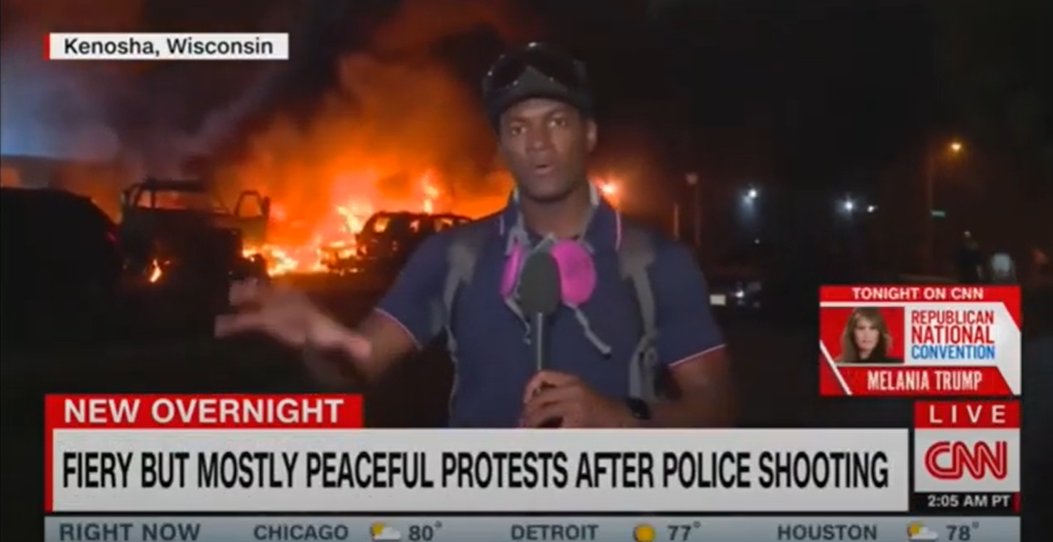 Kenosha, Wisconsin
TONIGHT ON CNN
REPUBLICAN
NATIONAL
CONVENTION
MELANIA TRUMP
NEW OVERNIGHT
FIERY BUT MOSTLY PEACEFUL PROTESTS AFTER POLICE SHOOTING
LIVE
CNN
2:05 AM PT
RIGHT NOW CHICAGO 80° DETROIT 77° HOUSTON 78°